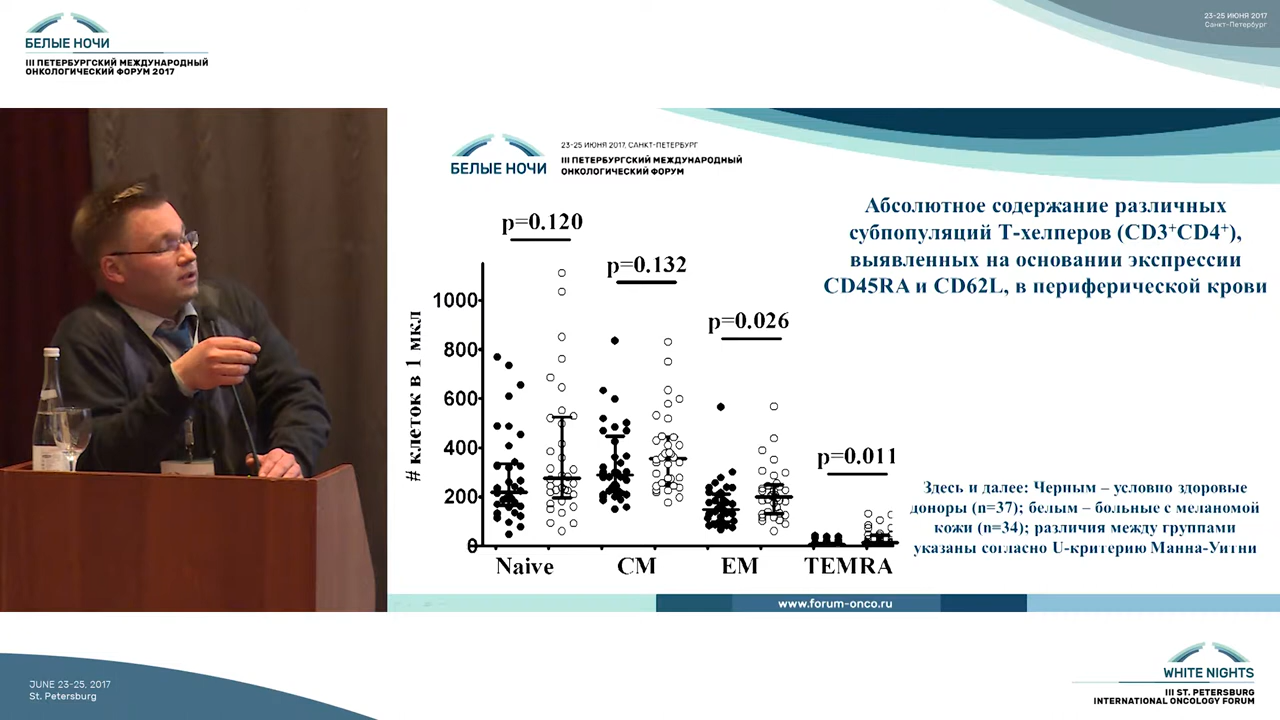 БЕЛЫЕ НОЧИ
III ПЕТЕРБУРГСКИЙ МЕЖДУНАРОДНЫЙ
ОНКОЛОГИЧЕСКИЙ ФОРУМ 2017
23-25 ИЮНЯ 2017
Санкт-Петербург
БЕЛЫЕ НОЧИ
23-25 ИЮНЯ 2017, САНКТ-ПЕТЕРБУРГ
III ПЕТЕРБУРГСКИЙ МЕЖДУНАРОДНЫЙ
ОНКОЛОГИЧЕСКИЙ ФОРУМ
Абсолютное содержание различных
субпопуляций Т-хелперов (CD3⁺CD4⁺),
выявленных на основании экспрессии
CD45RA и CD62L, в периферической крови
p=0.120
p=0.132
p=0.026
p=0.011
# клеток в 1 мкл
1000
800
600
400
200
0
Naive
CM
EM
TEMRA
Здесь и далее: Черным – условно здоровые
доноры (n=37); белым – больные с меланомой
кожи (n=34); различия между группами
указаны согласно U-критерию Манна-Уитни
www.forum-onco.ru
JUNE 23-25, 2017
St. Petersburg
WHITE NIGHTS
III ST. PETERSBURG
INTERNATIONAL ONCOLOGY FORUM